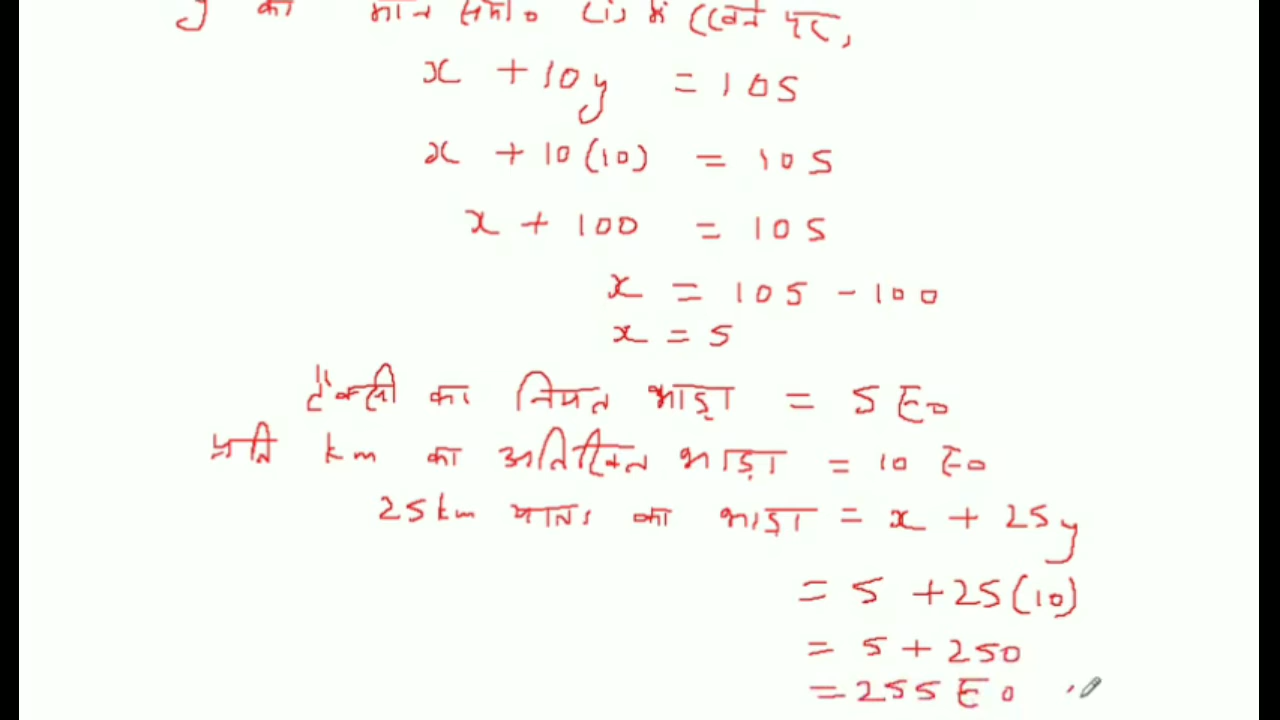 y का मान समी० (i) में रखने पर,
x + 10y = 105
x + 10(10) = 105
x + 100 = 105
x = 105 - 100
x = 5
टैक्सी का नियत भाड़ा = 5 रु०
प्रति km का अतिरिक्त भाड़ा = 10 रु०
25km यात्रा का भाड़ा = x + 25y
= 5 + 25(10)
= 5 + 250
= 255 रु०